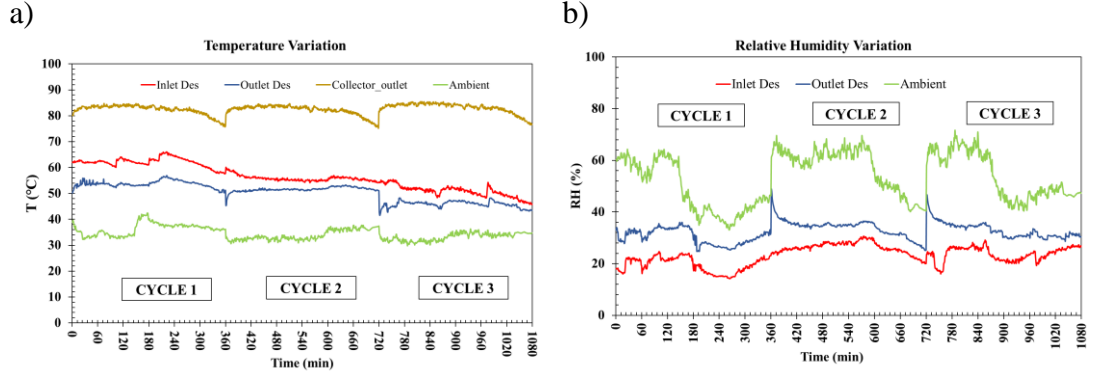 a)
Temperature Variation
100
90
80
70
60
50
40
30
20
10
0
T (°C)
Inlet Des
Outlet Des
Collector_outlet
Ambient
CYCLE 1
CYCLE 2
CYCLE 3
0
60
120
180
240
300
360
420
480
540
600
660
720
780
840
900
960
1020
1080
Time (min)
b)
Relative Humidity Variation
100
80
60
40
20
0
RH (%)
Inlet Des
Outlet Des
Ambient
CYCLE 1
CYCLE 2
CYCLE 3
0
60
120
180
240
300
360
420
480
540
600
660
720
780
840
900
960
1020
1080
Time (min)